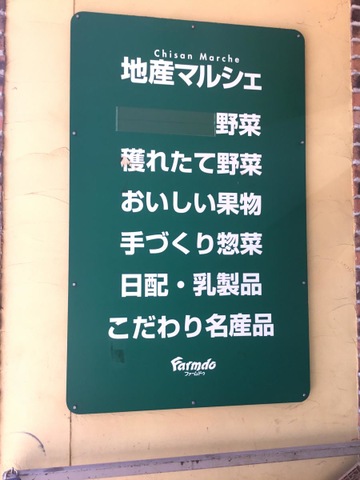 Chisan Marche
地産マルシェ
野菜
穫れたて野菜
おいしい果物
手づくり惣菜
日配・乳製品
こだわり名産品
Farmdo
ファームドゥ